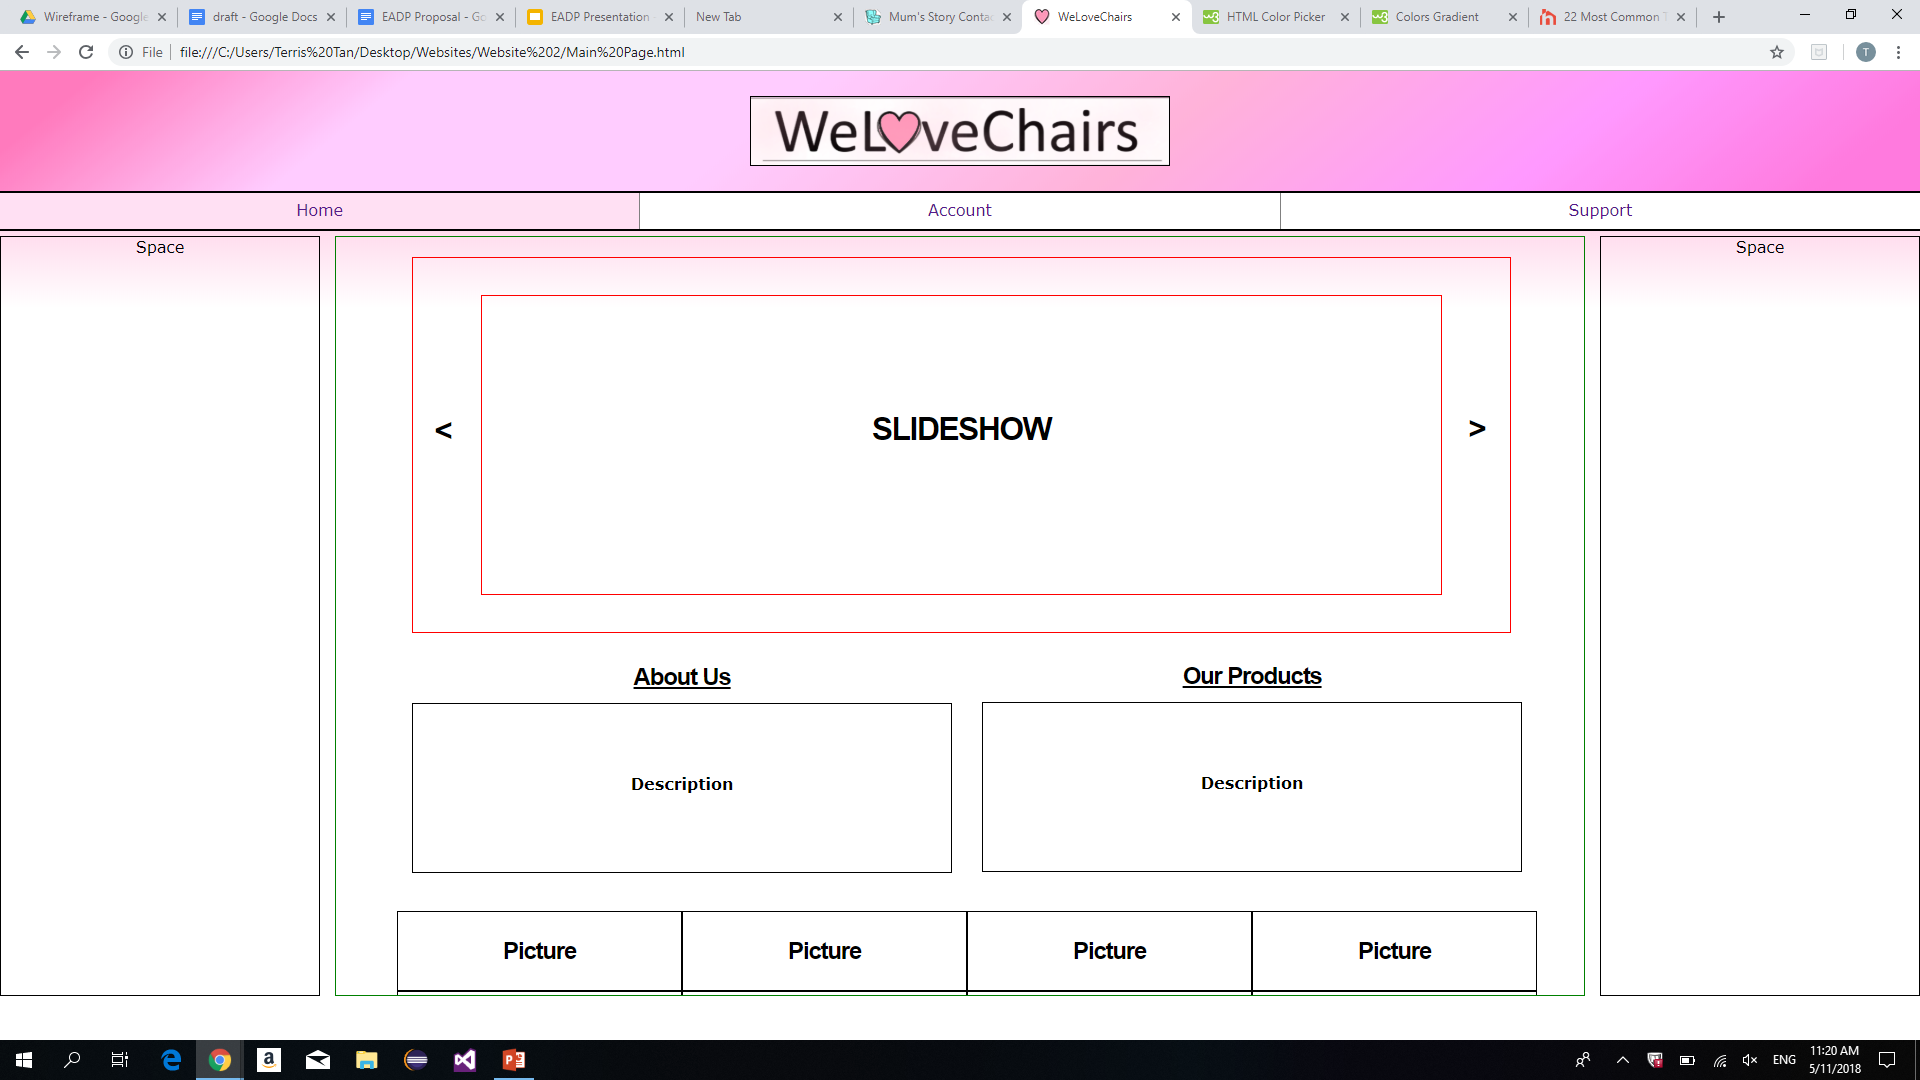 Wireframe - Google
draft - Google Docs
EADP Proposal - Go
EADP Presentation
New Tab
Mum's Story Conta
WeLoveChairs
HTML Color Picker
Colors Gradient
22 Most Common
File
file:///C:/Users/Terris%20Tan/Desktop/Websites/Website%202/Main%20Page.html
T
WeLoveChairs
Home
Account
Support
Space
Space
<
SLIDESHOW
>
About Us
Our Products
Description
Description
Picture
Picture
Picture
Picture
ENG
11:20 AM
5/11/2018